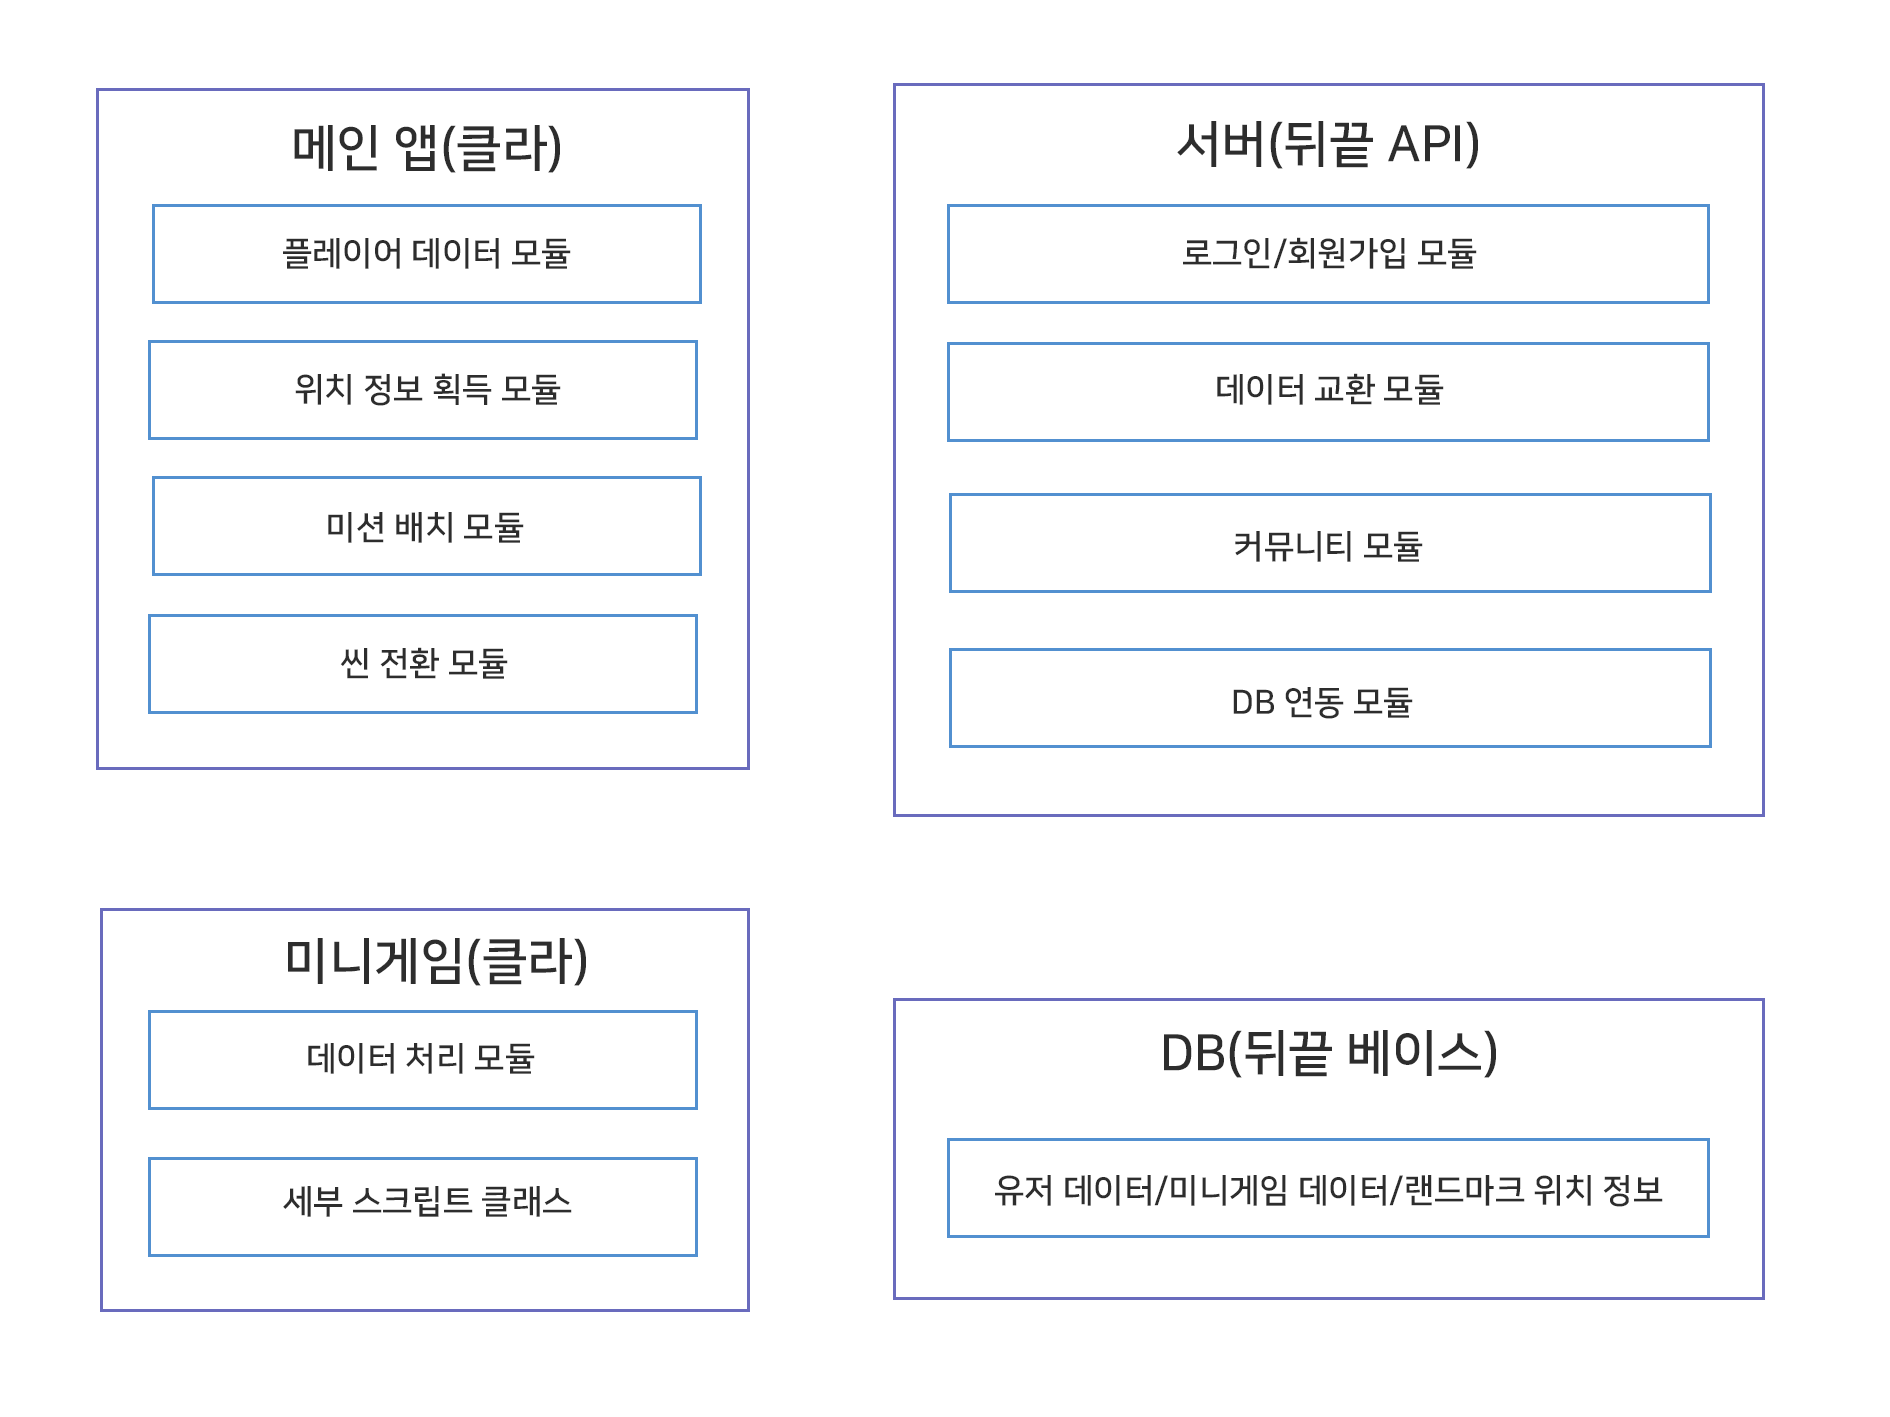 메인 앱(클라)
플레이어 데이터 모듈
위치 정보 획득 모듈
미션 배치 모듈
씬 전환 모듈
서버(뒤끝 API)
로그인/회원가입 모듈
데이터 교환 모듈
커뮤니티 모듈
DB 연동 모듈
미니게임(클라)
데이터 처리 모듈
세부 스크립트 클래스
DB(뒤끝 베이스)
유저 데이터/미니게임 데이터/랜드마크 위치 정보